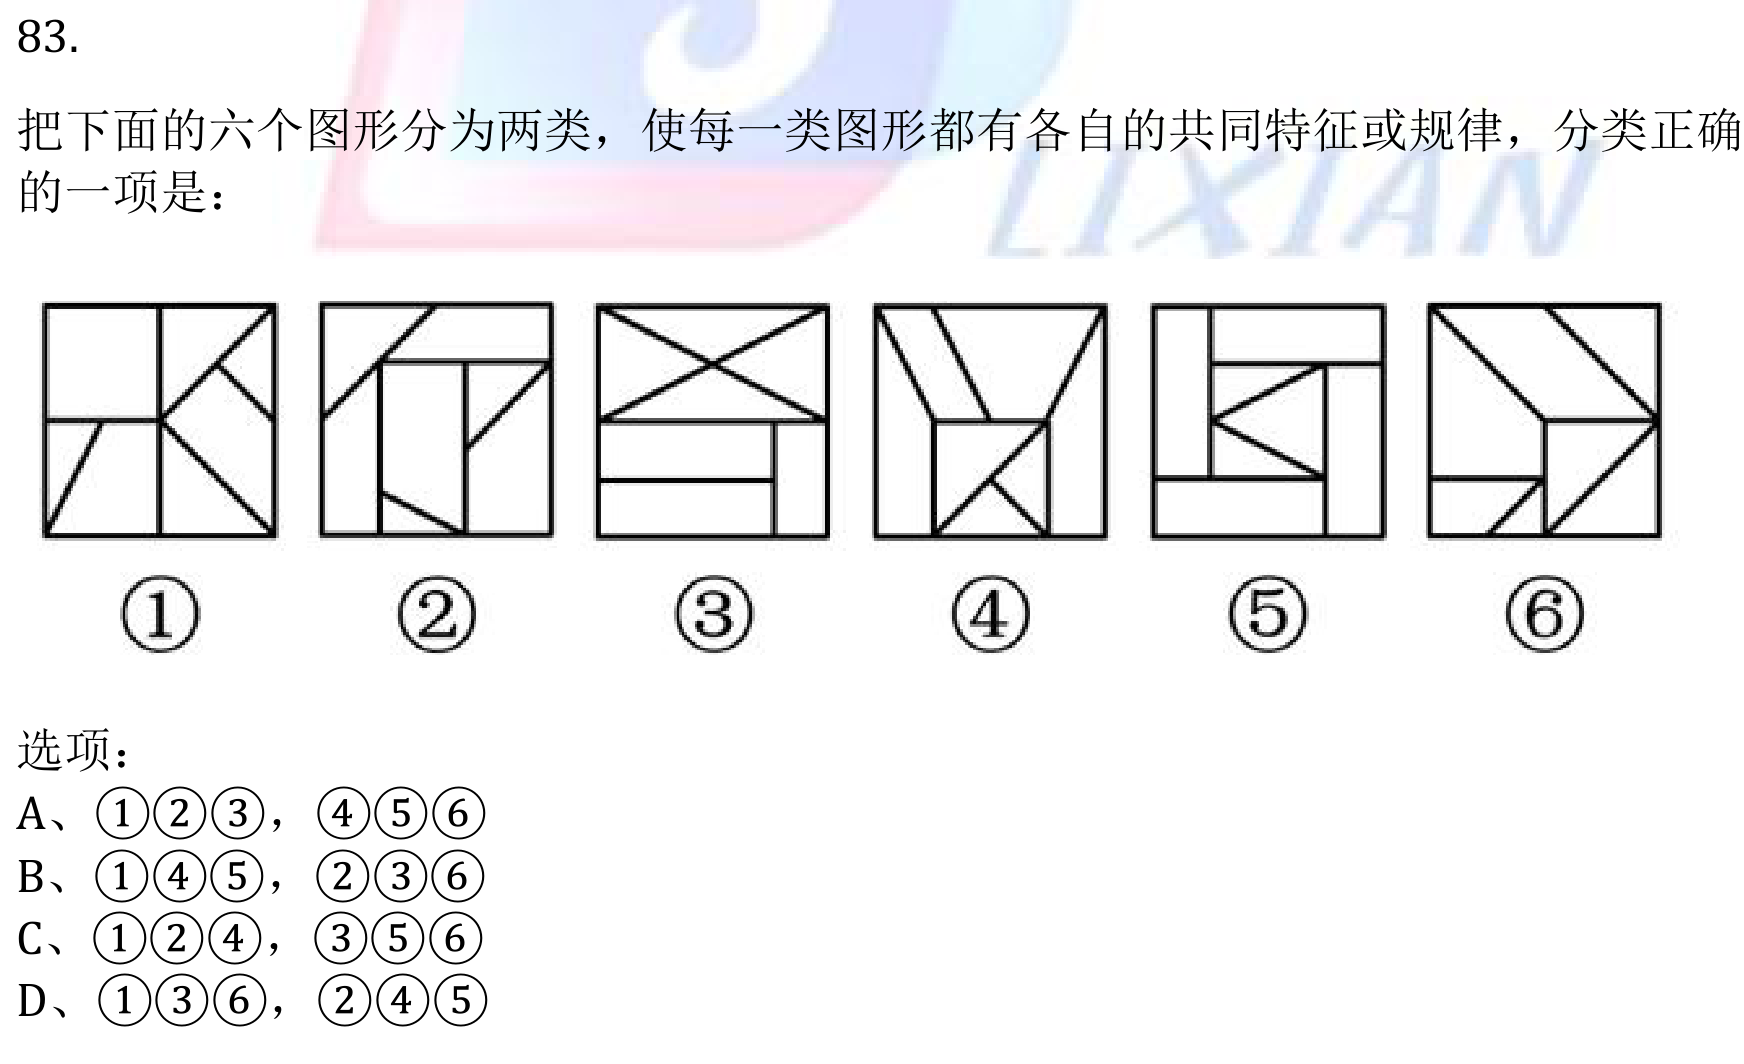 83.
把下面的六个图形分为两类，使每一类图形都有各自的共同特征或规律，分类正确
的一项是：
LIXIAN
① ② ③ ④ ⑤ ⑥
选项：
A、①②③，④⑤⑥
B、①④⑤，②③⑥
C、①②④，③⑤⑥
D、①③⑥，②④⑤